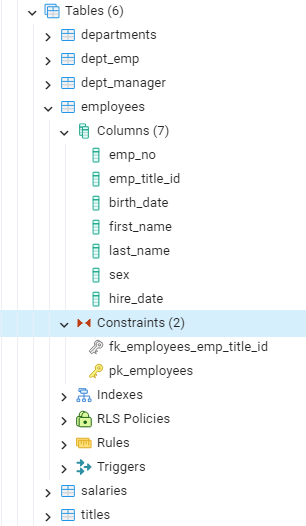 Tables (6)
departments
dept_emp
dept_manager
employees
Columns (7)
emp_no
emp_title_id
birth_date
first_name
last_name
sex
hire_date
Constraints (2)
fk_employees_emp_title_id
pk_employees
Indexes
RLS Policies
Rules
Triggers
salaries
titles